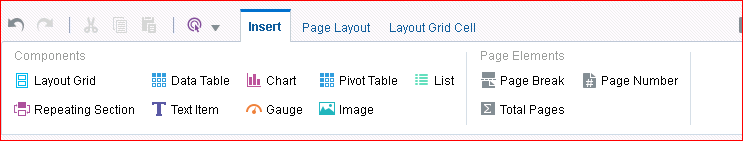 Insert Page Layout Layout Grid Cell
Components Page Elements
Layout Grid Data Table Chart Pivot Table List Page Break Page Number
Repeating Section Text Item Gauge Image Total Pages